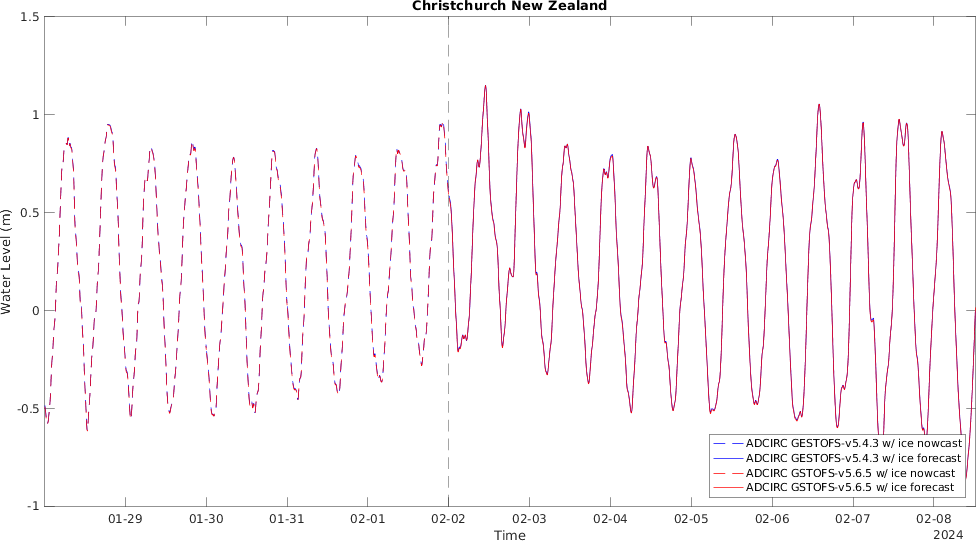 Christchurch New Zealand
1.5
1
0.5
0
-0.5
-1
Water Level (m)
ADCIRC GESTOFS-v5.4.3 w/ ice nowcast
ADCIRC GESTOFS-v5.4.3 w/ ice forecast
ADCIRC GSTOFS-v5.6.5 w/ ice nowcast
ADCIRC GSTOFS-v5.6.5 w/ ice forecast
01-29 01-30 01-31 02-01 02-02 02-03 02-04 02-05 02-06 02-07 02-08
Time
2024